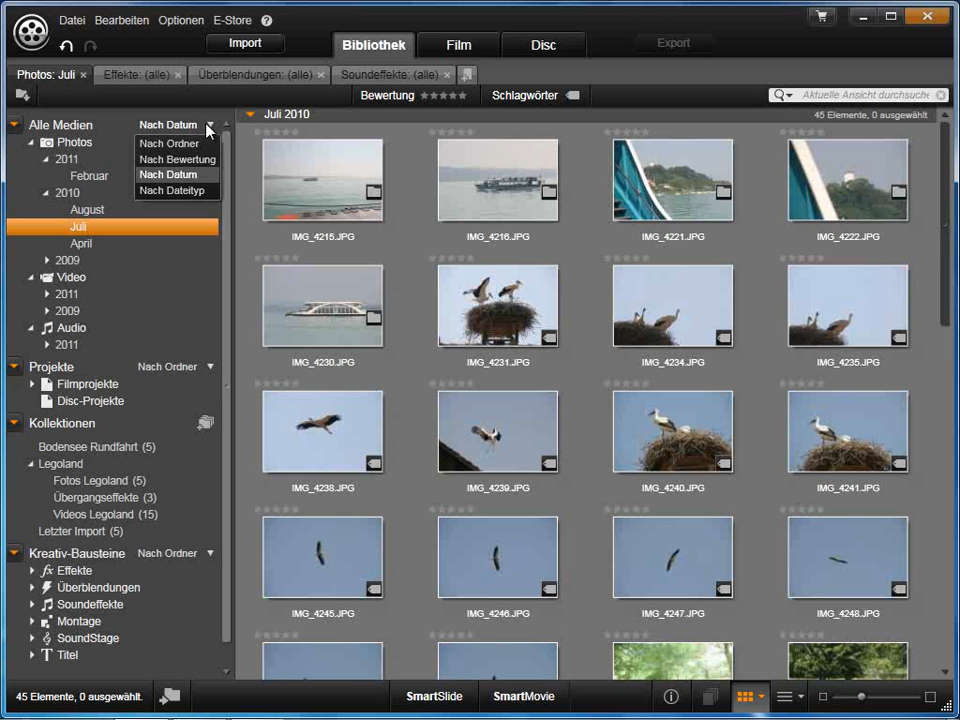 Datei Bearbeiten Optionen E-Store ?
Import
Bibliothek Film Disc Export
Photos: Juli × Effekte: (alle) × Überblendungen: (alle) × Soundeffekte: (alle) ×
Bewertung Schlagwörter Aktuelle Ansicht durchsuche
Alle Medien Nach Datum
Nach Ordner
Nach Bewertung
Nach Datum
Nach Dateityp
Photos
2011
Februar
2010
August
Juli
April
2009
Video
2011
2009
Audio
2011
Projekte Nach Ordner
Filmprojekte
Disc-Projekte
Kollektionen
Bodensee Rundfahrt (5)
Legoland
Fotos Legoland (5)
Übergangseffekte (3)
Videos Legoland (15)
Letzter Import (5)
Kreativ-Bausteine Nach Ordner
fx Effekte
Überblendungen
Soundeffekte
Montage
SoundStage
T Titel
Juli 2010 45 Elemente, 0 ausgewählt
IMG_4215.JPG IMG_4216.JPG IMG_4221.JPG IMG_4222.JPG
IMG_4230.JPG IMG_4231.JPG IMG_4234.JPG IMG_4235.JPG
IMG_4238.JPG IMG_4239.JPG IMG_4240.JPG IMG_4241.JPG
IMG_4245.JPG IMG_4246.JPG IMG_4247.JPG IMG_4248.JPG
45 Elemente, 0 ausgewählt. SmartSlide SmartMovie